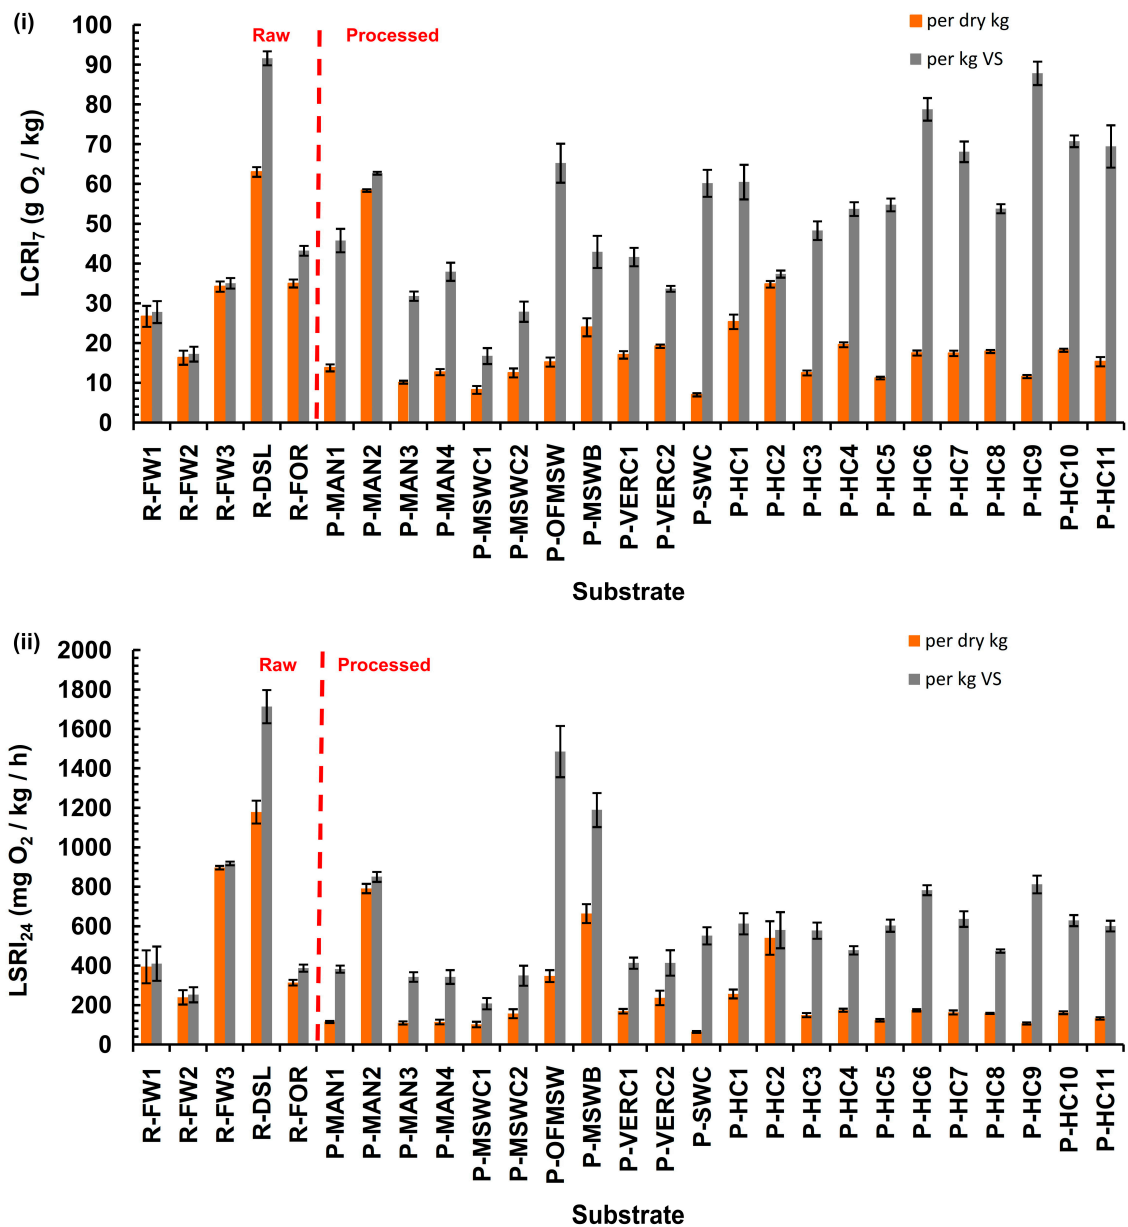 (i)
100
90
80
70
60
50
40
30
20
10
0
LCRI₇ (g O₂ / kg)
Raw
Processed
per dry kg
per kg VS
R-FW1
R-FW2
R-FW3
R-DSL
R-FOR
P-MAN1
P-MAN2
P-MAN3
P-MAN4
P-MSWC1
P-MSWC2
P-OFMSW
P-MSWB
P-VERC1
P-VERC2
P-SWC
P-HC1
P-HC2
P-HC3
P-HC4
P-HC5
P-HC6
P-HC7
P-HC8
P-HC9
P-HC10
P-HC11
Substrate
(ii)
2000
1800
1600
1400
1200
1000
800
600
400
200
0
LSRI₂₄ (mg O₂ / kg / h)
Raw
Processed
per dry kg
per kg VS
R-FW1
R-FW2
R-FW3
R-DSL
R-FOR
P-MAN1
P-MAN2
P-MAN3
P-MAN4
P-MSWC1
P-MSWC2
P-OFMSW
P-MSWB
P-VERC1
P-VERC2
P-SWC
P-HC1
P-HC2
P-HC3
P-HC4
P-HC5
P-HC6
P-HC7
P-HC8
P-HC9
P-HC10
P-HC11
Substrate